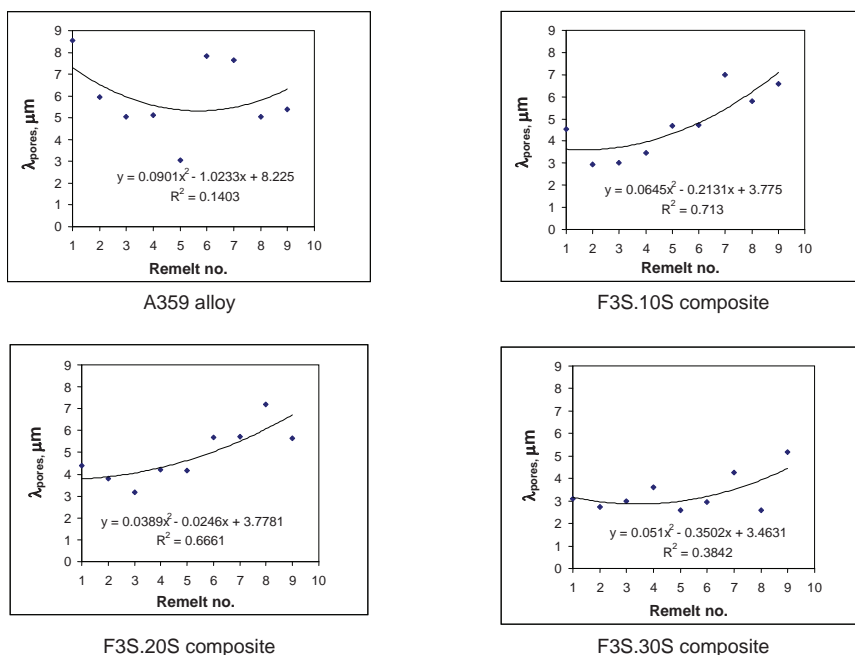 9
8
7
6
5
4
3
2
1
0
λpores, μm
y = 0.0901x² - 1.0233x + 8.225
R² = 0.1403
1 2 3 4 5 6 7 8 9 10
Remelt no.
A359 alloy
9
8
7
6
5
4
3
2
1
0
λpores, μm
y = 0.0645x² - 0.2131x + 3.775
R² = 0.713
1 2 3 4 5 6 7 8 9 10
Remelt no.
F3S.10S composite
9
8
7
6
5
4
3
2
1
0
λpores, μm
y = 0.0389x² - 0.0246x + 3.7781
R² = 0.6661
1 2 3 4 5 6 7 8 9 10
Remelt no.
F3S.20S composite
9
8
7
6
5
4
3
2
1
0
λpores, μm
y = 0.051x² - 0.3502x + 3.4631
R² = 0.3842
1 2 3 4 5 6 7 8 9 10
Remelt no.
F3S.30S composite